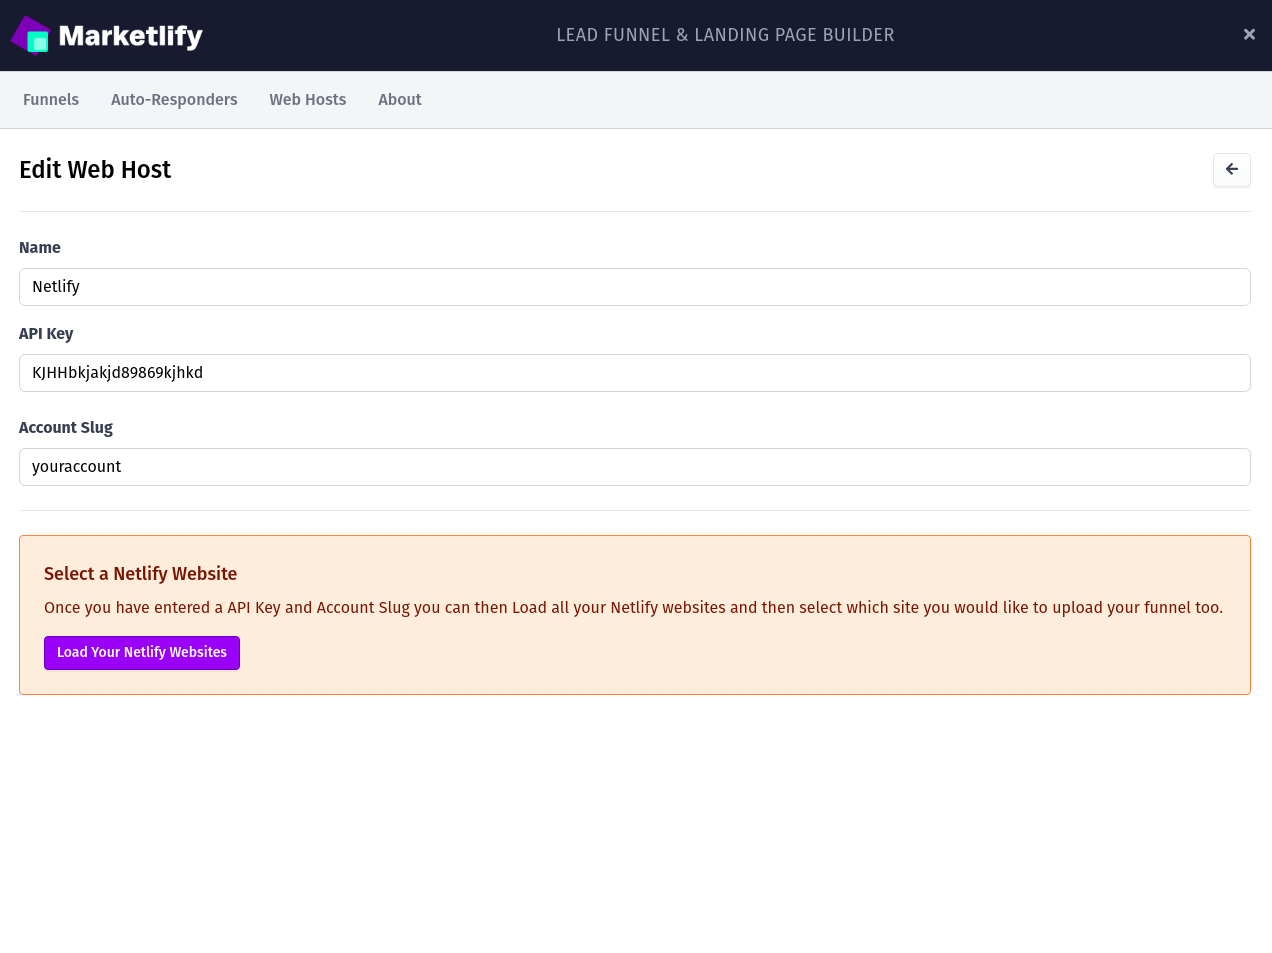 Marketlify
LEAD FUNNEL & LANDING PAGE BUILDER
Funnels Auto-Responders Web Hosts About
Edit Web Host
Name
Netlify
API Key
KJHHbkjakjd89869kjhkd
Account Slug
youraccount
Select a Netlify Website
Once you have entered a API Key and Account Slug you can then Load all your Netlify websites and then select which site you would like to upload your funnel too.
Load Your Netlify Websites